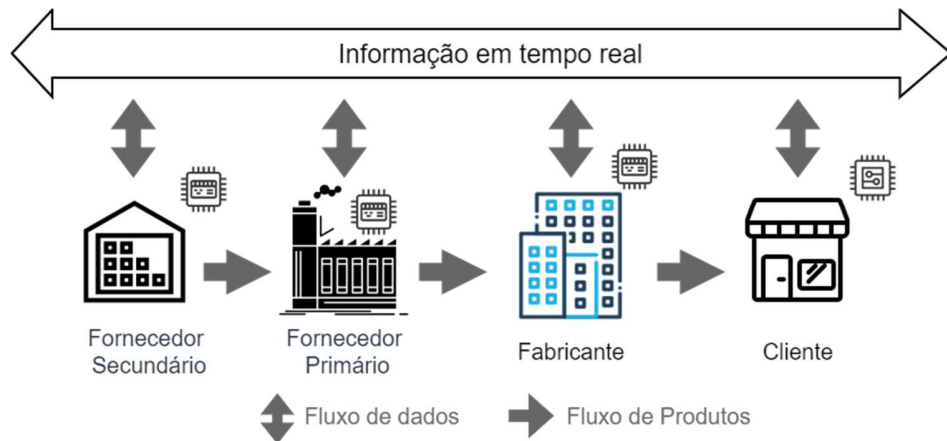 Informação em tempo real
Fornecedor
Secundário
Fornecedor
Primário
Fabricante
Cliente
Fluxo de dados
Fluxo de Produtos